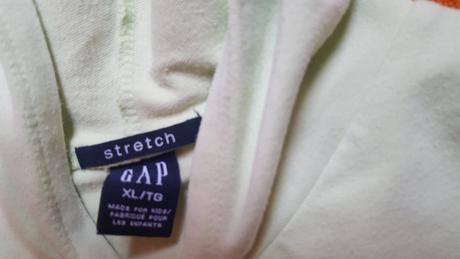 stretch
GAP
XL/TG
MADE FOR KIDS/
FABRIQUÉ POUR
LES ENFANTS